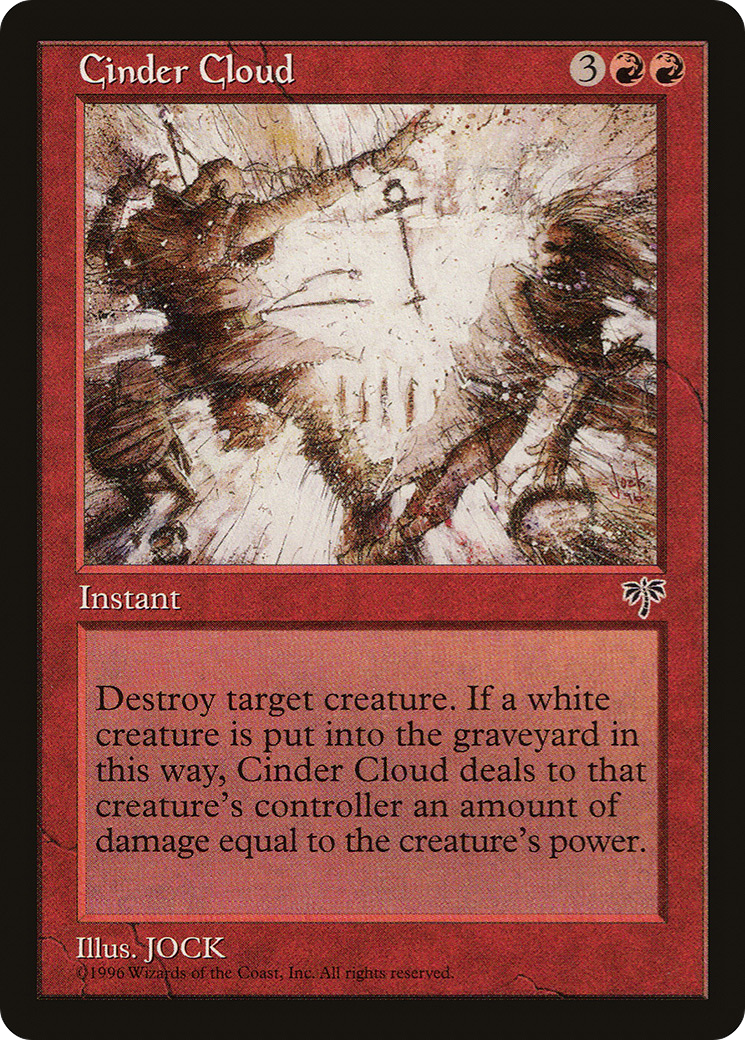 Cinder Cloud 3
Jock
96
Instant
Destroy target creature. If a white
creature is put into the graveyard in
this way, Cinder Cloud deals to that
creature's controller an amount of
damage equal to the creature's power.
Illus. JOCK
©1996 Wizards of the Coast, Inc. All rights reserved.